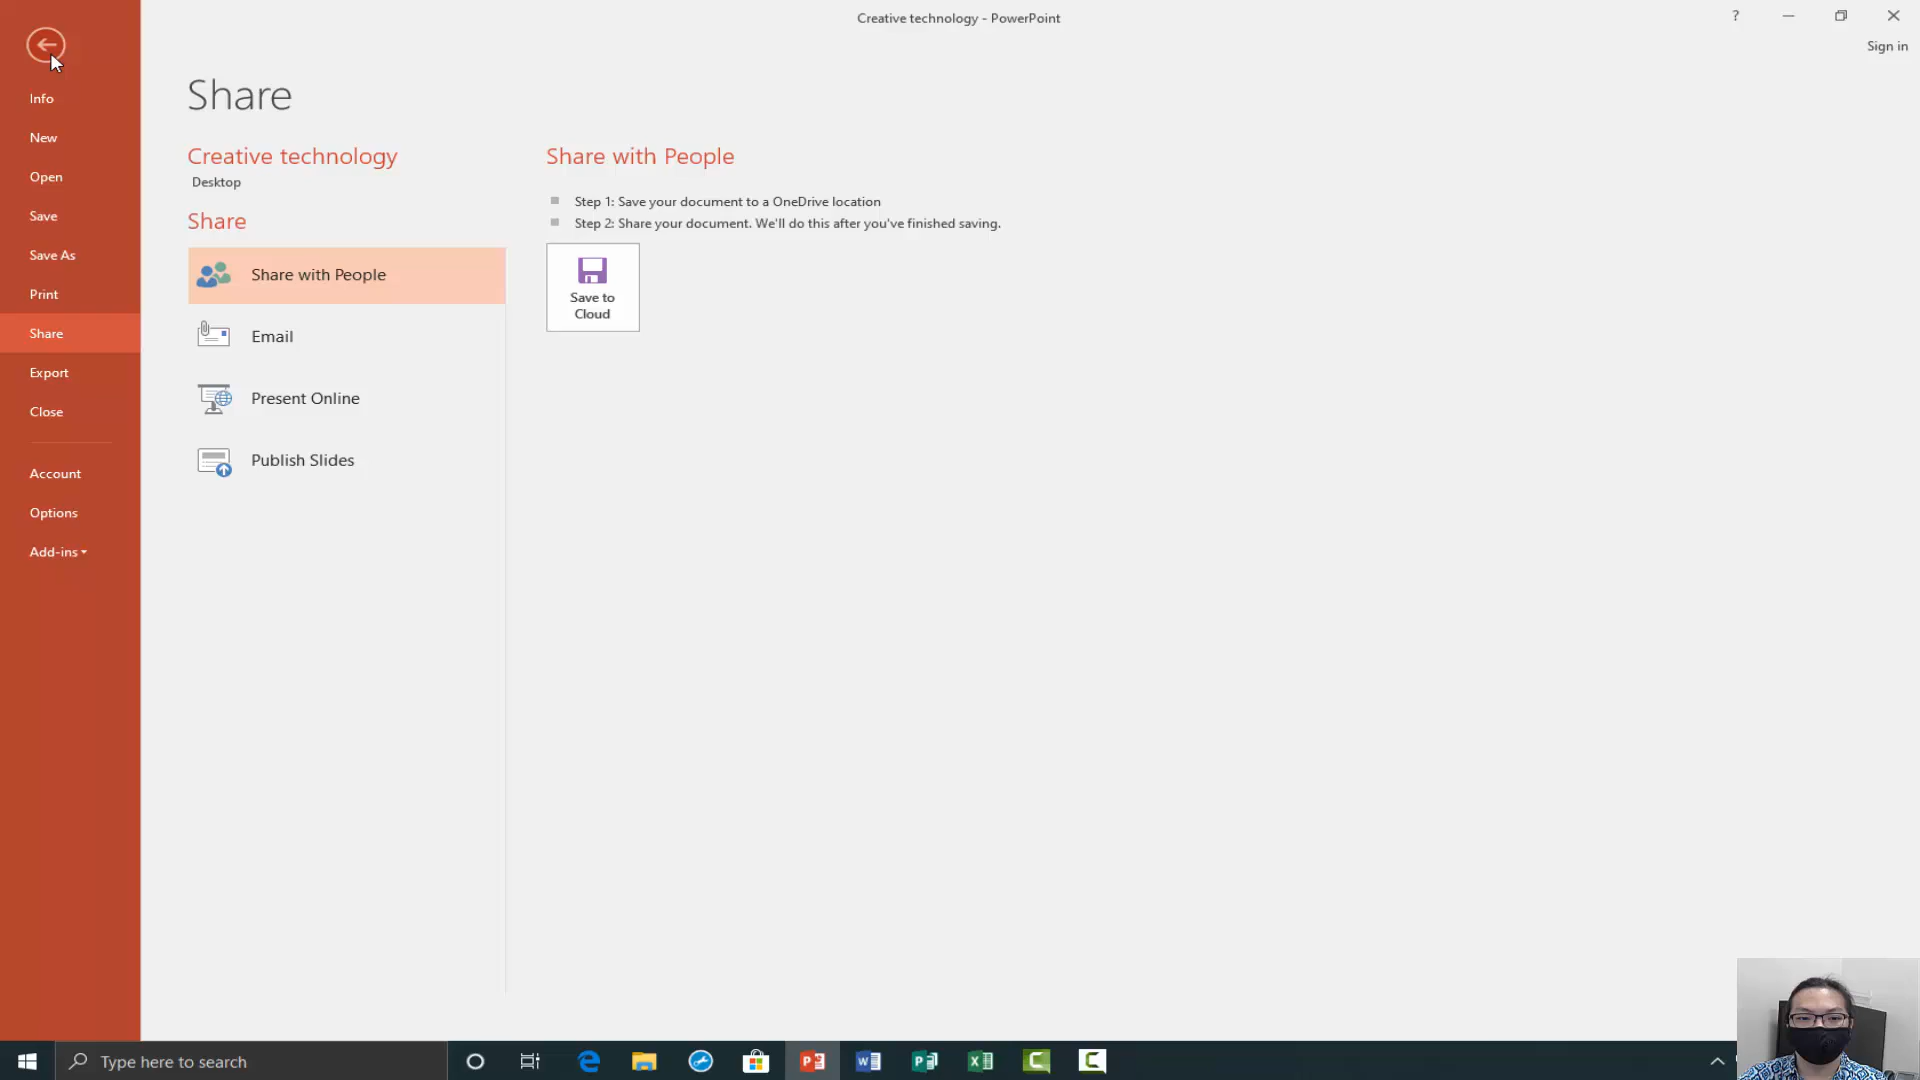 Creative technology - PowerPoint
?
Sign in
Info
New
Open
Save
Save As
Print
Share
Export
Close
Account
Options
Add-ins
Share
Creative technology
Desktop
Share
Share with People
Email
Present Online
Publish Slides
Share with People
Step 1: Save your document to a OneDrive location
Step 2: Share your document. We'll do this after you've finished saving.
Save to
Cloud
Type here to search